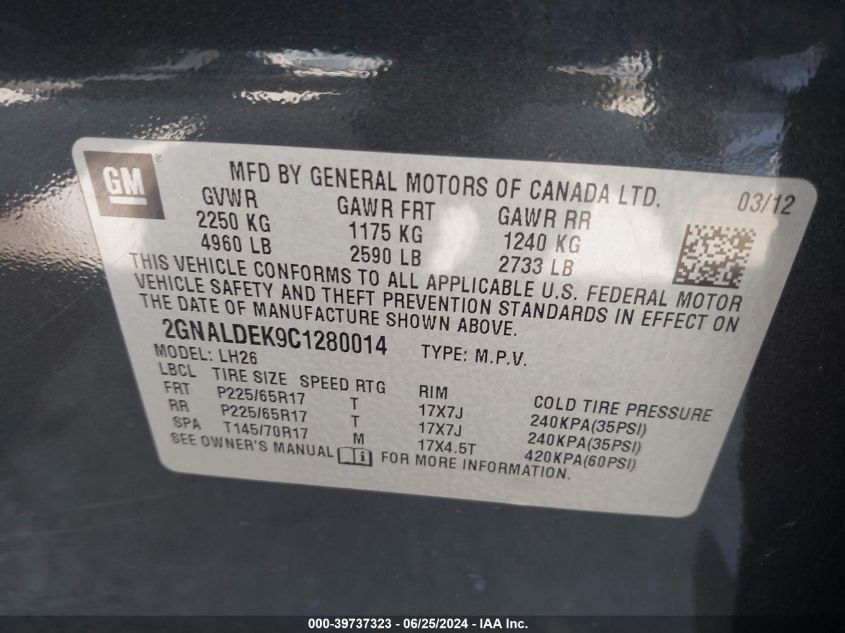 GM ®
MFD BY GENERAL MOTORS OF CANADA LTD. 03/12
GVWR GAWR FRT GAWR RR
2250 KG 1175 KG 1240 KG
4960 LB 2590 LB 2733 LB
THIS VEHICLE CONFORMS TO ALL APPLICABLE U.S. FEDERAL MOTOR
VEHICLE SAFETY AND THEFT PREVENTION STANDARDS IN EFFECT ON
THE DATE OF MANUFACTURE SHOWN ABOVE.
2GNALDEK9C1280014 TYPE: M.P.V.
MODEL: LH26
LBCL TIRE SIZE SPEED RTG RIM COLD TIRE PRESSURE
FRT P225/65R17 T 17X7J 240KPA(35PSI)
RR P225/65R17 T 17X7J 240KPA(35PSI)
SPA T145/70R17 M 17X4.5T 420KPA(60PSI)
SEE OWNER'S MANUAL FOR MORE INFORMATION.
000-39737323 / 06/25/2024 - IAA Inc.